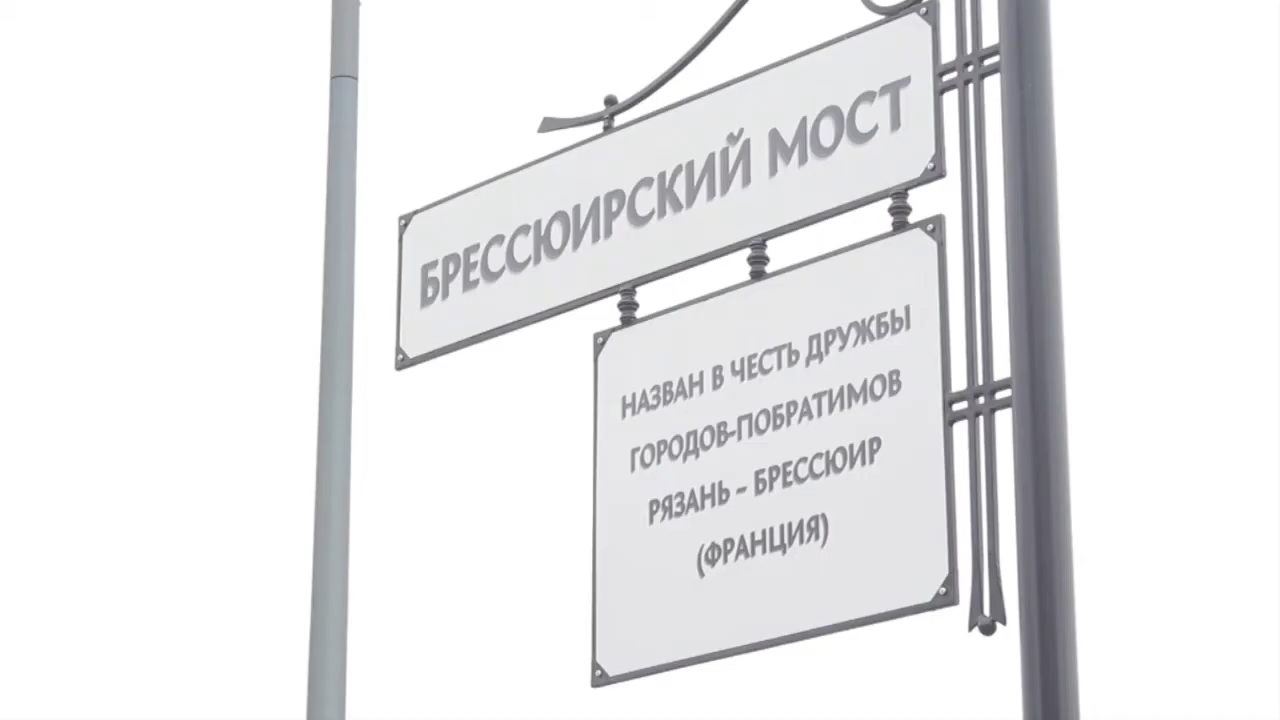 БРЕССЮИРСКИЙ МОСТ
НАЗВАН В ЧЕСТЬ ДРУЖБЫ
ГОРОДОВ-ПОБРАТИМОВ
РЯЗАНЬ – БРЕССЮИР
(ФРАНЦИЯ)